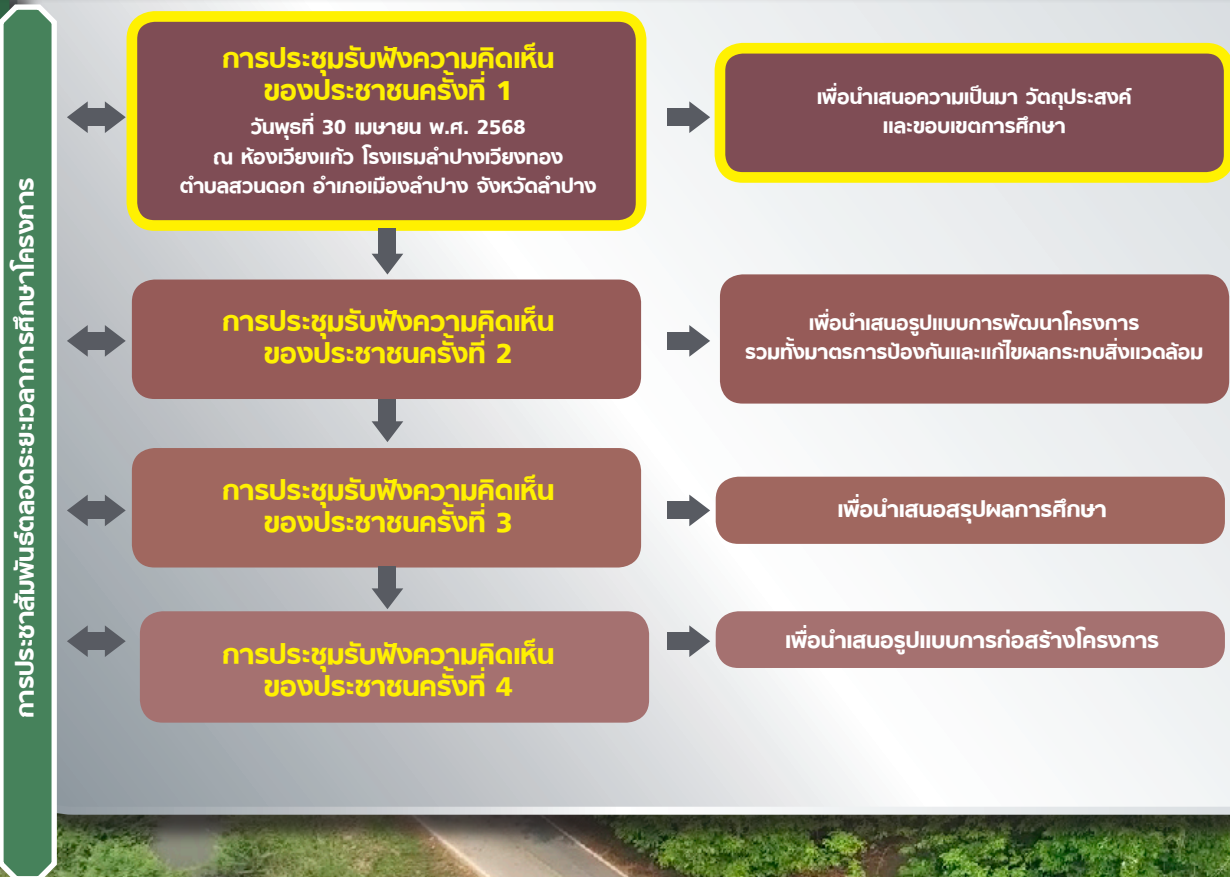 การประชาสัมพันธ์ตลอดระยะเวลาการศึกษาโครงการ
การประชุมรับฟังความคิดเห็น
ของประชาชนครั้งที่ 1
วันพุธที่ 30 เมษายน พ.ศ. 2568
ณ ห้องเวียงแก้ว โรงแรมลำปางเวียงทอง
ตำบลสวนดอก อำเภอเมืองลำปาง จังหวัดลำปาง
เพื่อนำเสนอความเป็นมา วัตถุประสงค์
และขอบเขตการศึกษา
การประชุมรับฟังความคิดเห็น
ของประชาชนครั้งที่ 2
เพื่อนำเสนอรูปแบบการพัฒนาโครงการ
รวมทั้งมาตรการป้องกันและแก้ไขผลกระทบสิ่งแวดล้อม
การประชุมรับฟังความคิดเห็น
ของประชาชนครั้งที่ 3
เพื่อนำเสนอสรุปผลการศึกษา
การประชุมรับฟังความคิดเห็น
ของประชาชนครั้งที่ 4
เพื่อนำเสนอรูปแบบการก่อสร้างโครงการ